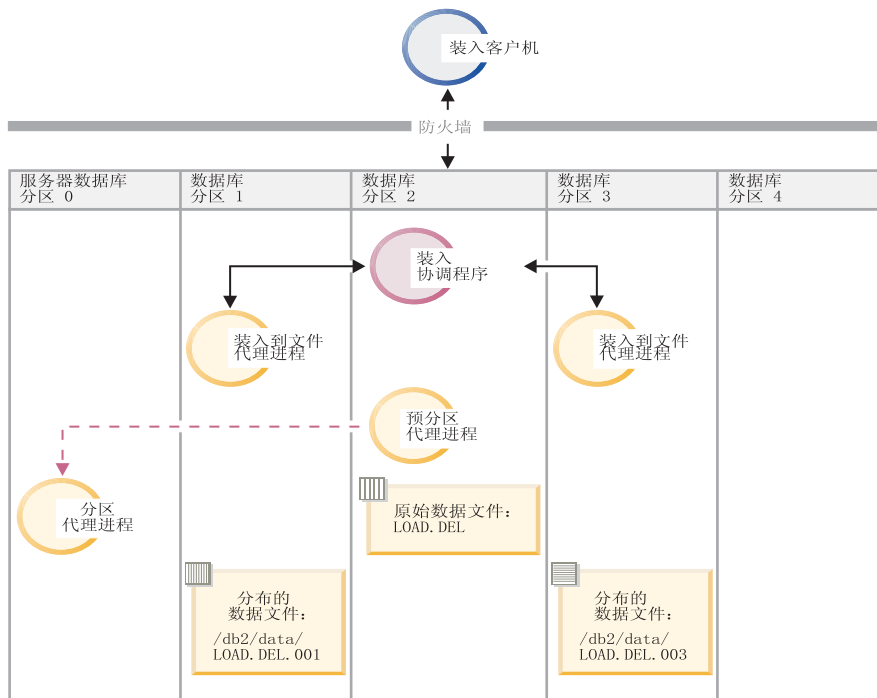 装入客户机
防火墙
服务器数据库
分区 0
数据库
分区 1
数据库
分区 2
数据库
分区 3
数据库
分区 4
装入
协调程序
装入到文件
代理进程
装入到文件
代理进程
预分区
代理进程
分区
代理进程
原始数据文件：
LOAD.DEL
分布的
数据文件：
/db2/data/
LOAD.DEL.001
分布的
数据文件：
/db2/data/
LOAD.DEL.003